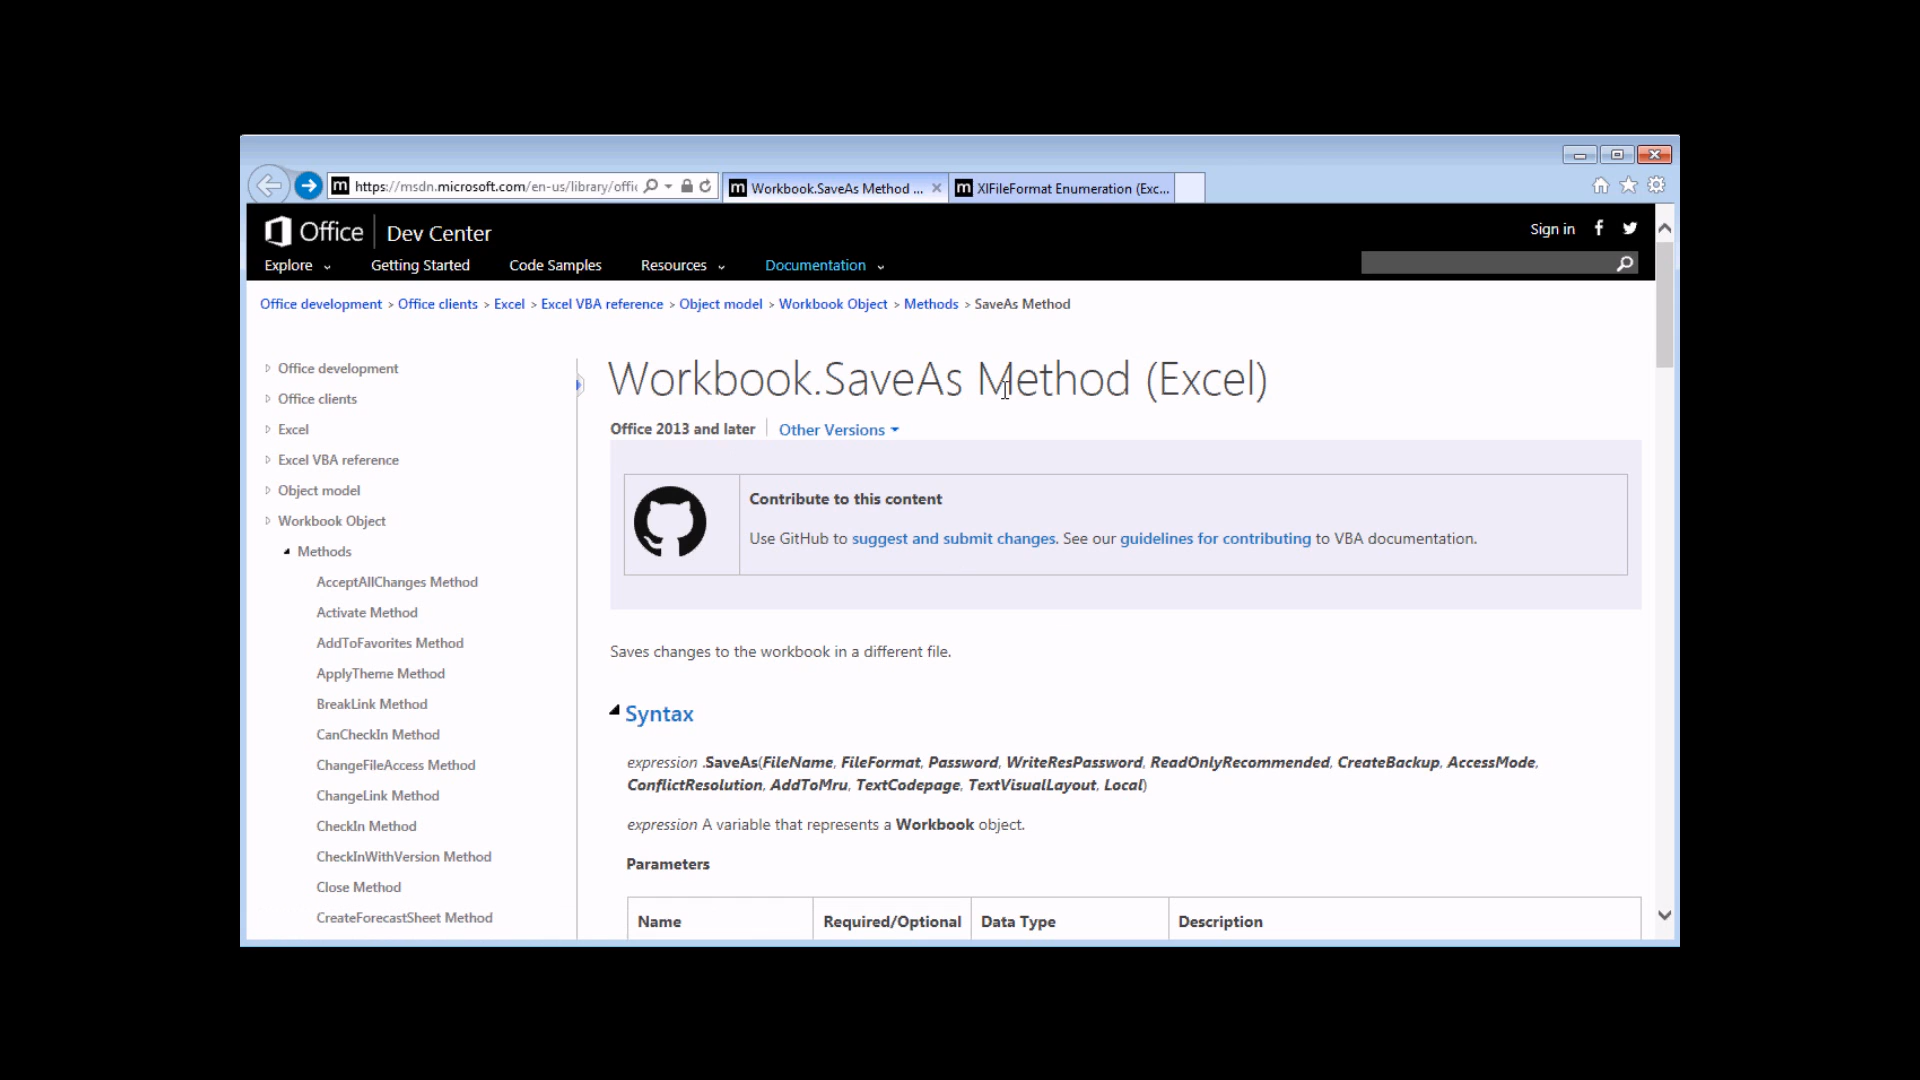 https://msdn.microsoft.com/en-us/library/offic
Workbook.SaveAs Method ...
XlFileFormat Enumeration (Exc...
Office
Dev Center
Sign in
Explore
Getting Started
Code Samples
Resources
Documentation
Office development > Office clients > Excel > Excel VBA reference > Object model > Workbook Object > Methods > SaveAs Method
Office development
Office clients
Excel
Excel VBA reference
Object model
Workbook Object
Methods
AcceptAllChanges Method
Activate Method
AddToFavorites Method
ApplyTheme Method
BreakLink Method
CanCheckIn Method
ChangeFileAccess Method
ChangeLink Method
CheckIn Method
CheckInWithVersion Method
Close Method
CreateForecastSheet Method
Workbook.SaveAs Method (Excel)
Office 2013 and later
Other Versions
Contribute to this content
Use GitHub to suggest and submit changes. See our guidelines for contributing to VBA documentation.
Saves changes to the workbook in a different file.
Syntax
expression .SaveAs(FileName, FileFormat, Password, WriteResPassword, ReadOnlyRecommended, CreateBackup, AccessMode,
ConflictResolution, AddToMru, TextCodepage, TextVisualLayout, Local)
expression A variable that represents a Workbook object.
Parameters
Name
Required/Optional
Data Type
Description